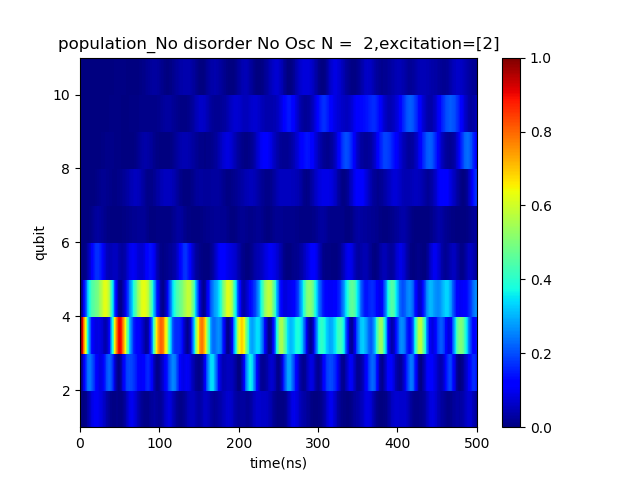 population_No disorder No Osc N =  2,excitation=[2]
1.0
10
0.8
8
0.6
qubit
6
0.4
4
0.2
2
0.0
0 100 200 300 400 500
time(ns)